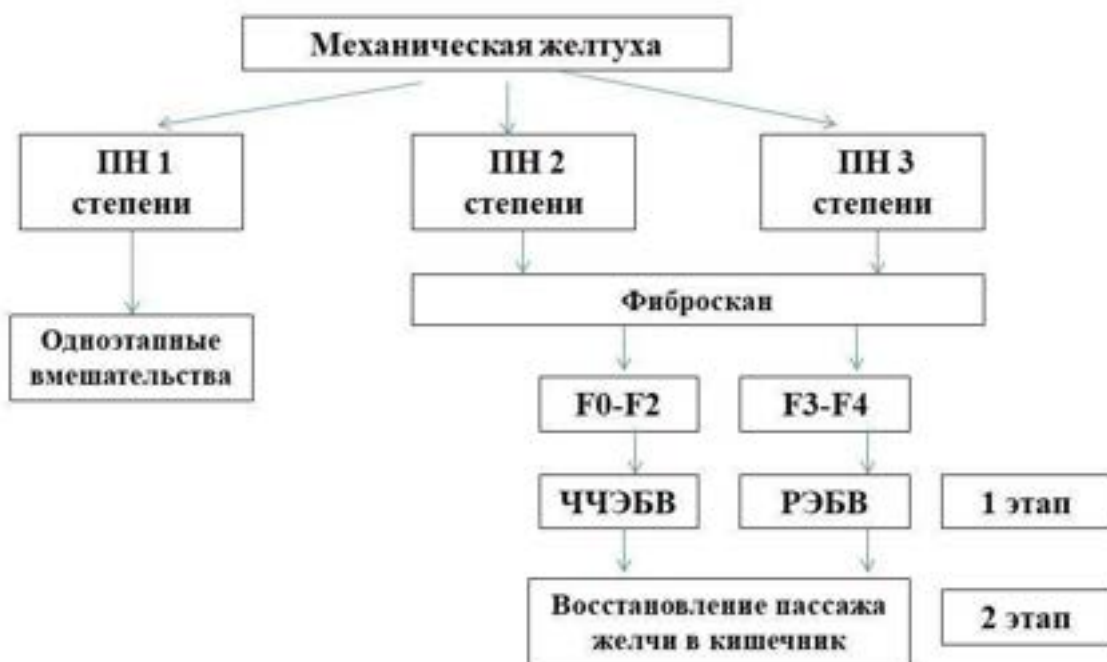 Механическая желтуха
ПН 1
степени
ПН 2
степени
ПН 3
степени
Фиброскан
Одноэтапные
вмешательства
F0-F2
F3-F4
ЧЧЭБВ
РЭБВ
1 этап
Восстановление пассажа
желчи в кишечник
2 этап